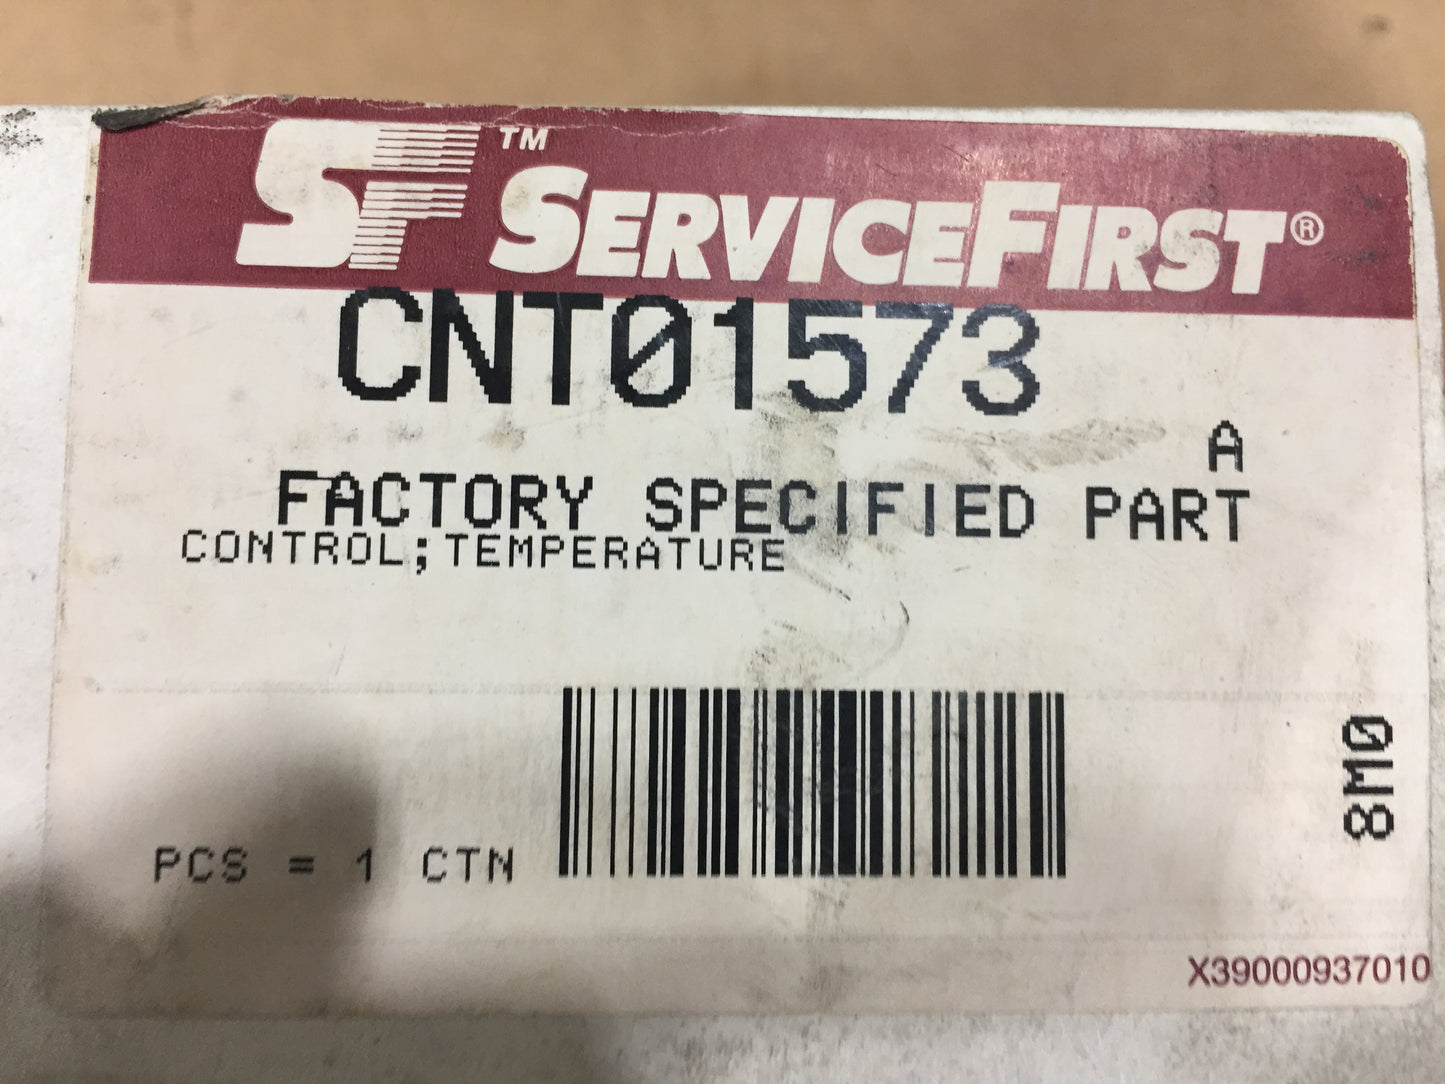 SF™ SERVICEFIRST®
CNT01573
A
FACTORY SPECIFIED PART
CONTROL;TEMPERATURE
PCS = 1 CTN
8M0
X39000937010